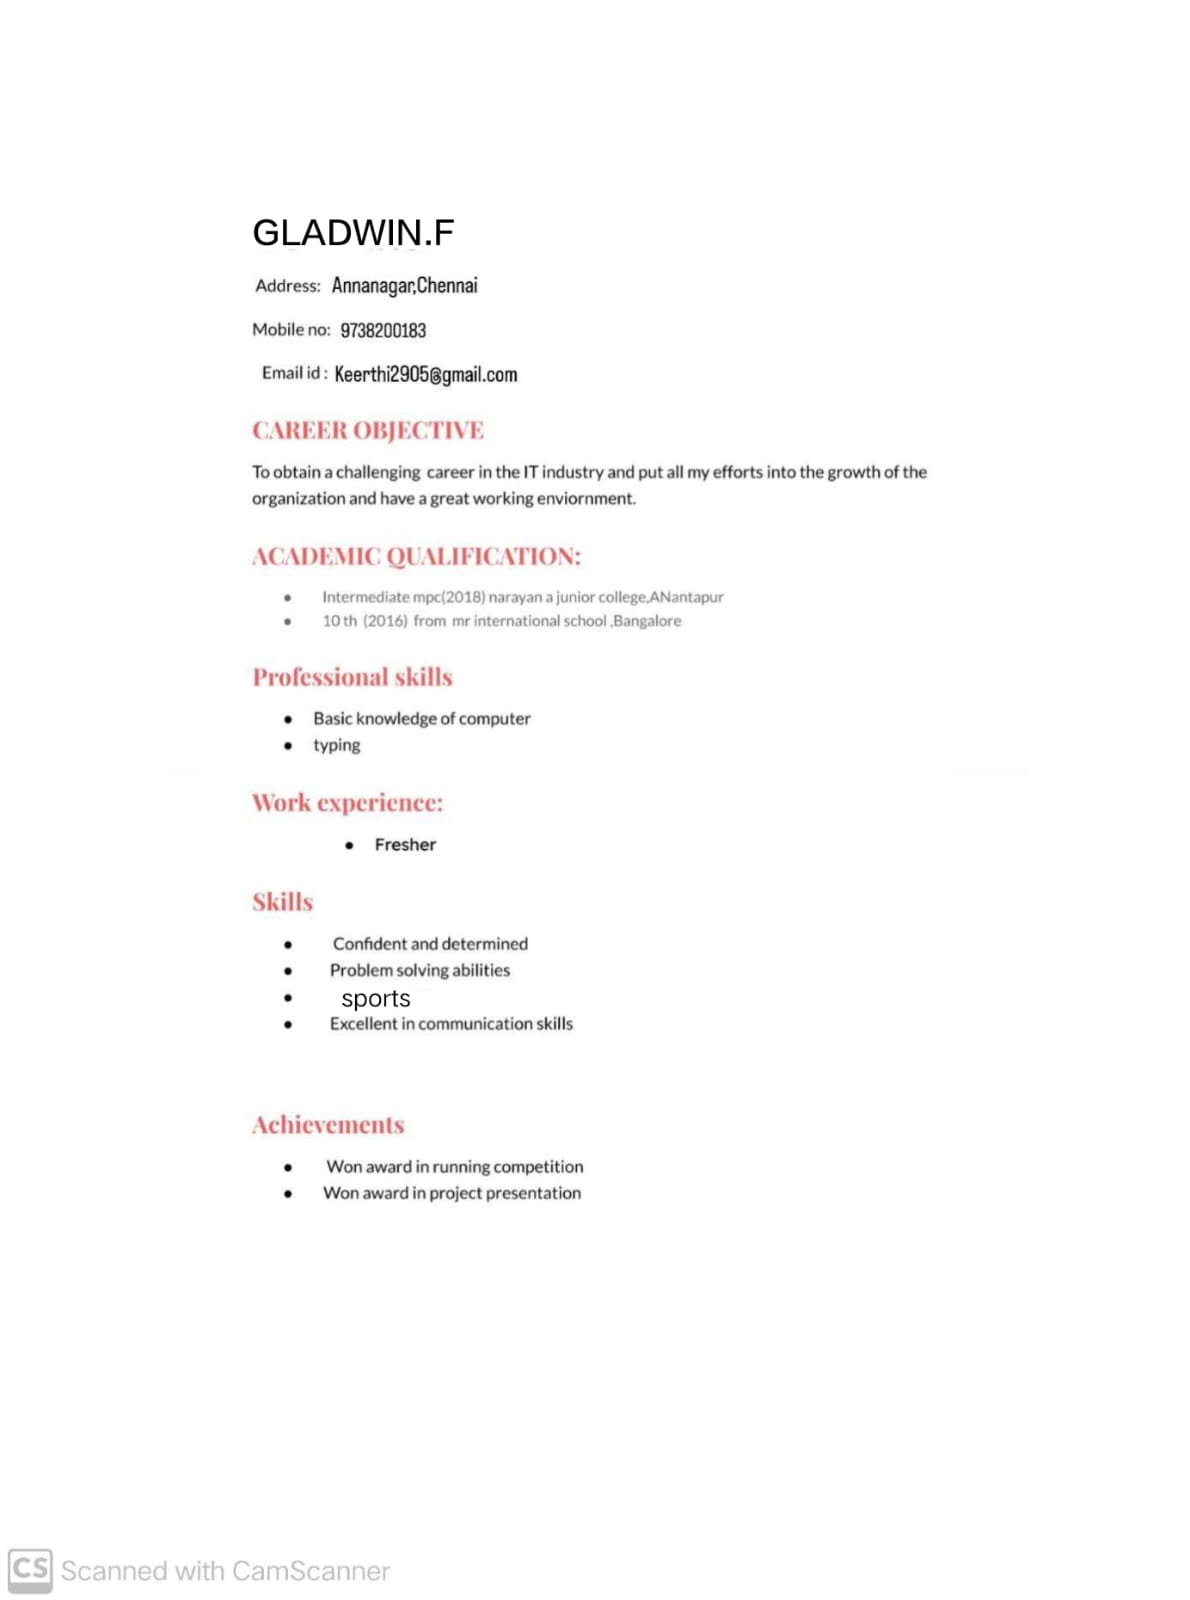 GLADWIN.F
Address: Annanagar,Chennai
Mobile no: 9738200183
Email id : Keerthi2905@gmail.com
CAREER OBJECTIVE
To obtain a challenging career in the IT industry and put all my efforts into the growth of the
organization and have a great working enviornment.
ACADEMIC QUALIFICATION:
• Intermediate mpc(2018) narayan a junior college,ANantapur
• 10 th (2016) from mr international school ,Bangalore
Professional skills
• Basic knowledge of computer
• typing
Work experience:
• Fresher
Skills
• Confident and determined
• Problem solving abilities
• sports
• Excellent in communication skills
Achievements
• Won award in running competition
• Won award in project presentation
CS Scanned with CamScanner